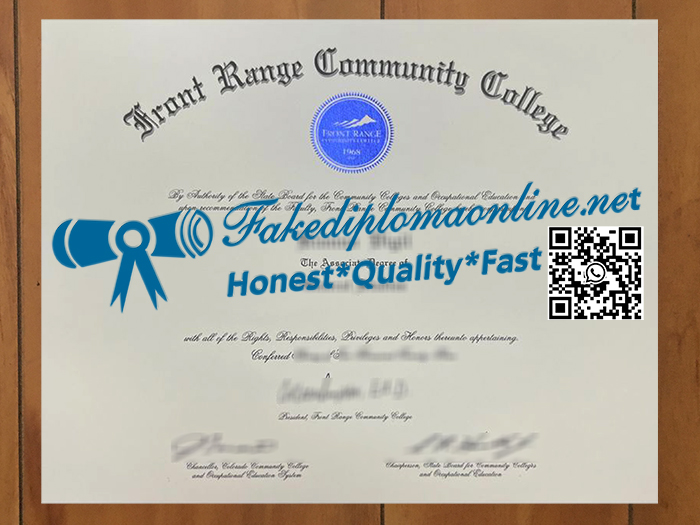 Front Range Community College
FRONT RANGE
1968
By Authority of the State Board for the Community Colleges and Occupational Education and
upon recommendation of the Faculty, Front Range Community College
Fakediplomaonline.net
The Associate Degree of
Honest*Quality*Fast
with all of the Rights, Responsibilities, Privileges and Honors thereunto appertaining.
Conferred
President, Front Range Community College
Chancellor, Colorado Community College
and Occupational Education System
Chairperson, State Board for Community Colleges
and Occupational Education